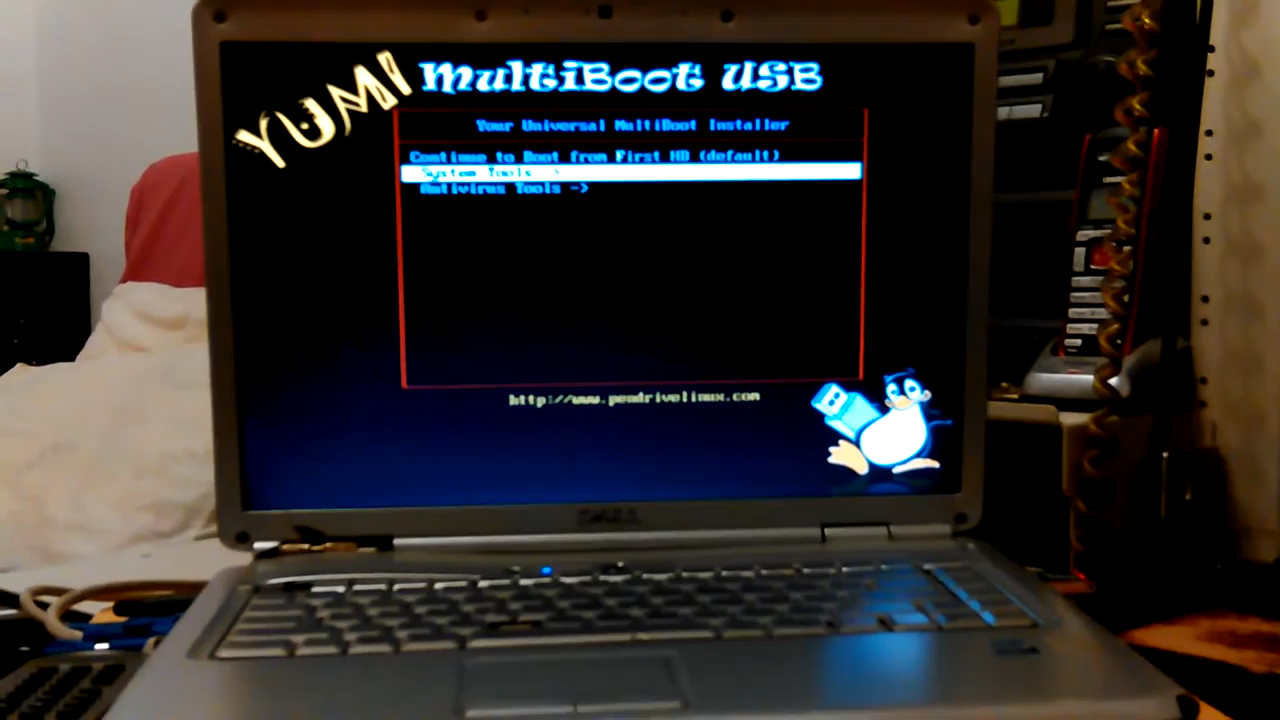 YUMI MultiBoot USB
Your Universal MultiBoot Installer
Continue to Boot from First HD (default)
System Tools ->
Antivirus Tools ->
http://www.pendrivelinux.com
DELL